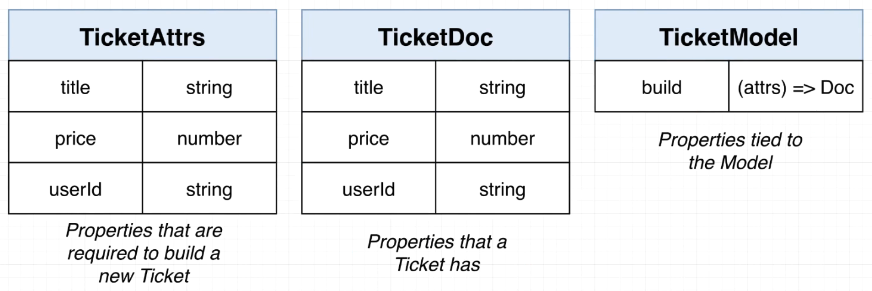 TicketAttrs
title string
price number
userId string
Properties that are
required to build a
new Ticket
TicketDoc
title string
price number
userId string
Properties that a
Ticket has
TicketModel
build (attrs) => Doc
Properties tied to
the Model